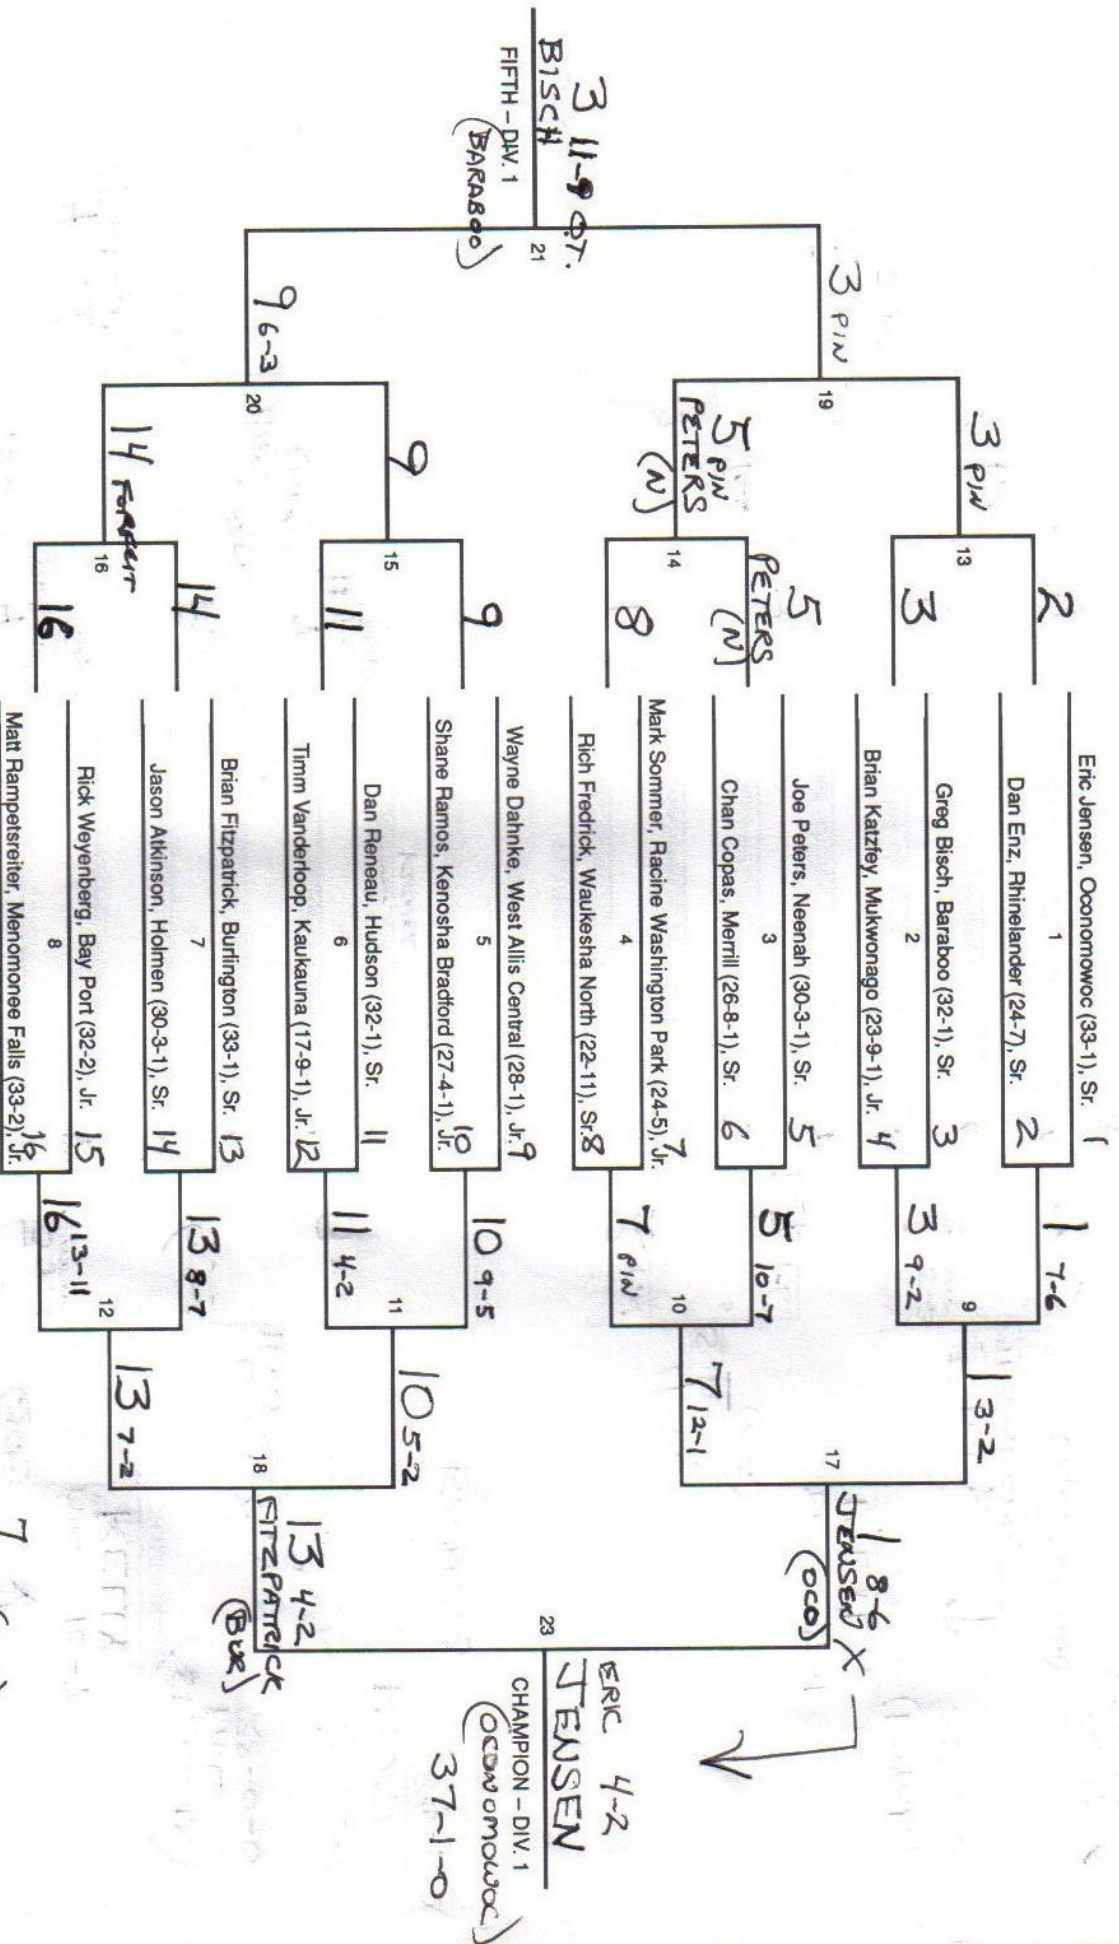 Eric Jensen, Oconomowoc (33-1), Sr. 1
1
Dan Enz, Rhinelander (24-7), Sr. 2
Greg Bisch, Baraboo (32-1), Sr. 3
2
Brian Katzfey, Mukwonago (23-9-1), Jr. 4
Joe Peters, Neenah (30-3-1), Sr. 5
3
Chan Copas, Merrill (26-8-1), Sr. 6
Mark Sommer, Racine Washington Park (24-5), Jr. 7
4
Rich Fredrick, Waukesha North (22-11), Sr. 8
Wayne Dahnke, West Allis Central (28-1), Jr. 9
5
Shane Ramos, Kenosha Bradford (27-4-1), Jr. 10
Dan Reneau, Hudson (32-1), Sr. 11
6
Timm Vanderloop, Kaukauna (17-9-1), Jr. 12
Brian Fitzpatrick, Burlington (33-1), Sr. 13
7
Jason Atkinson, Holmen (30-3-1), Sr. 14
Rick Weyenberg, Bay Port (32-2), Jr. 15
8
Matt Rampetsreiter, Menomonee Falls (33-2), Jr. 16
1 7-6
9
3 9-2
5 10-7
10
7 PIN
10 9-5
11
11 4-2
13 8-7
12
16 13-11
1 3-2
17
7 12-1
10 5-2
18
13 7-2
1 8-6
JENSEN X
(OCO)
13 4-2
FITZPATRICK
(BUR)
23
ERIC 4-2
JENSEN
CHAMPION – DIV. 1
(OCONOMOWOC)
37-1-0
2
13
3
5
PETERS
(N)
14
8
9
15
11
14
16
16
3 PIN
19
5 PIN
PETERS
(N)
9
20
14 FORFEIT
3 PIN
21
9 6-3
3 11-9 OT.
BISCH
FIFTH – DIV. 1
(BARABOO)
7